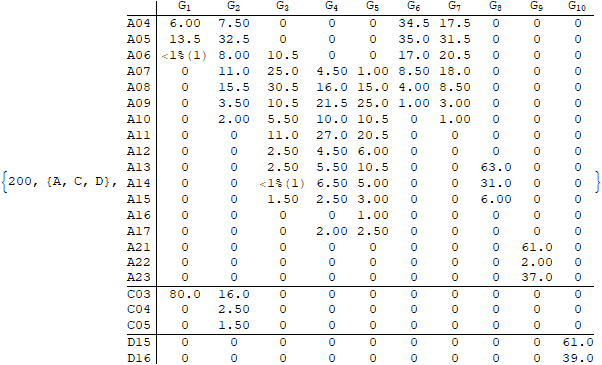 G1 G2 G3 G4 G5 G6 G7 G8 G9 G10
A04 6.00 7.50 0 0 0 34.5 17.5 0 0 0
A05 13.5 32.5 0 0 0 35.0 31.5 0 0 0
A06 <1%(1) 8.00 10.5 0 0 17.0 20.5 0 0 0
A07 0 11.0 25.0 4.50 1.00 8.50 18.0 0 0 0
A08 0 15.5 30.5 16.0 15.0 4.00 8.50 0 0 0
A09 0 3.50 10.5 21.5 25.0 1.00 3.00 0 0 0
A10 0 2.00 5.50 10.0 10.5 0 1.00 0 0 0
A11 0 0 11.0 27.0 20.5 0 0 0 0 0
A12 0 0 2.50 4.50 6.00 0 0 0 0 0
A13 0 0 2.50 5.50 10.5 0 0 63.0 0 0
{200, {A, C, D}, A14 0 0 <1%(1) 6.50 5.00 0 0 31.0 0 0 }
A15 0 0 1.50 2.50 3.00 0 0 6.00 0 0
A16 0 0 0 0 1.00 0 0 0 0 0
A17 0 0 0 2.00 2.50 0 0 0 0 0
A21 0 0 0 0 0 0 0 0 61.0 0
A22 0 0 0 0 0 0 0 0 2.00 0
A23 0 0 0 0 0 0 0 0 37.0 0
C03 80.0 16.0 0 0 0 0 0 0 0 0
C04 0 2.50 0 0 0 0 0 0 0 0
C05 0 1.50 0 0 0 0 0 0 0 0
D15 0 0 0 0 0 0 0 0 0 61.0
D16 0 0 0 0 0 0 0 0 0 39.0